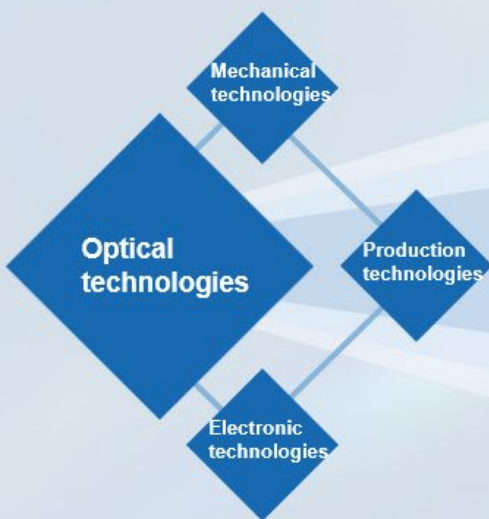 Mechanical
technologies
Optical
technologies
Production
technologies
Electronic
technologies